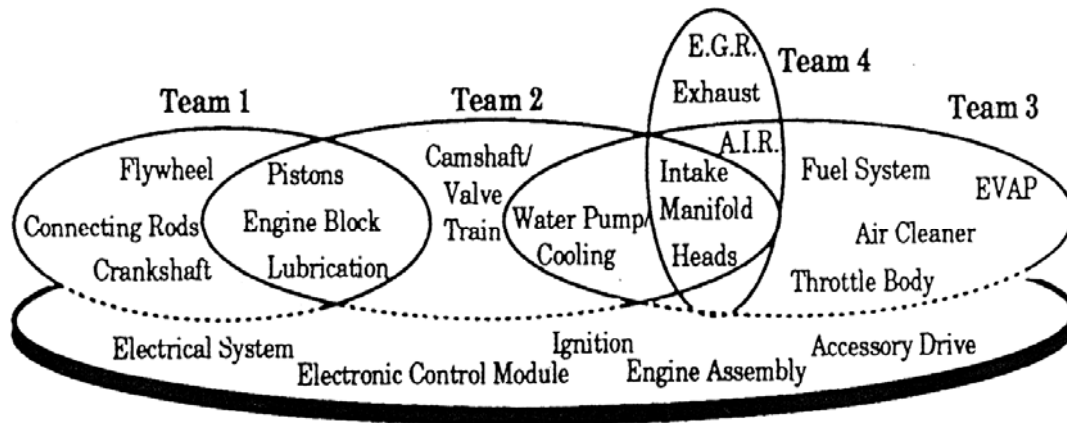 E.G.R.
Team 4
Exhaust
Team 1
Team 2
Team 3
A.I.R.
Camshaft/
Valve
Train
Flywheel
Pistons
Intake
Manifold
Heads
Fuel System
EVAP
Connecting Rods
Engine Block
Water Pump/
Cooling
Air Cleaner
Crankshaft
Lubrication
Throttle Body
Electrical System
Ignition
Accessory Drive
Electronic Control Module
Engine Assembly